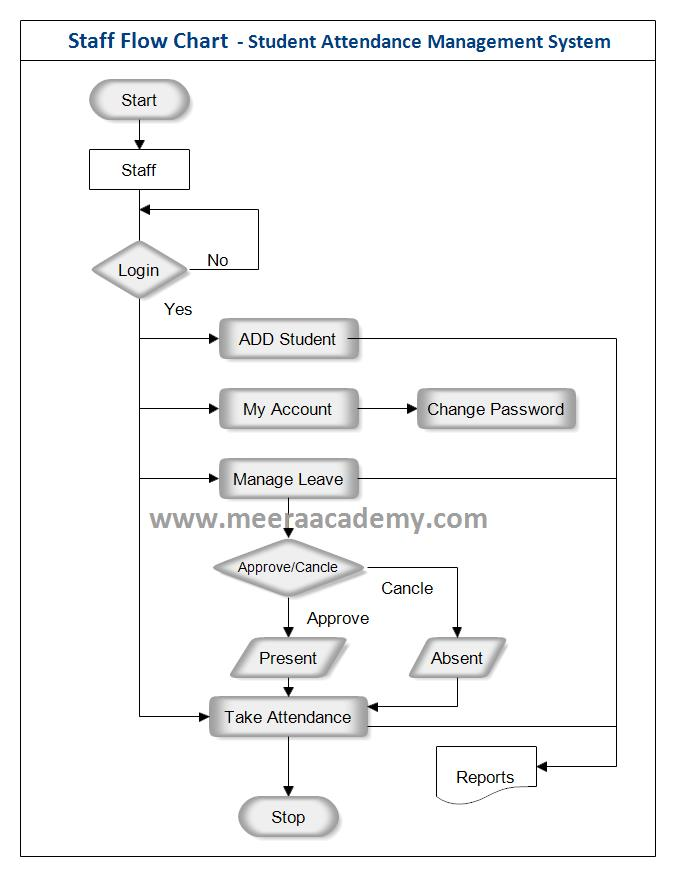 Staff Flow Chart - Student Attendance Management System
Start
Staff
Login
No
Yes
ADD Student
My Account
Change Password
Manage Leave
www.meeraacademy.com
Approve/Cancle
Cancle
Approve
Present
Absent
Take Attendance
Reports
Stop